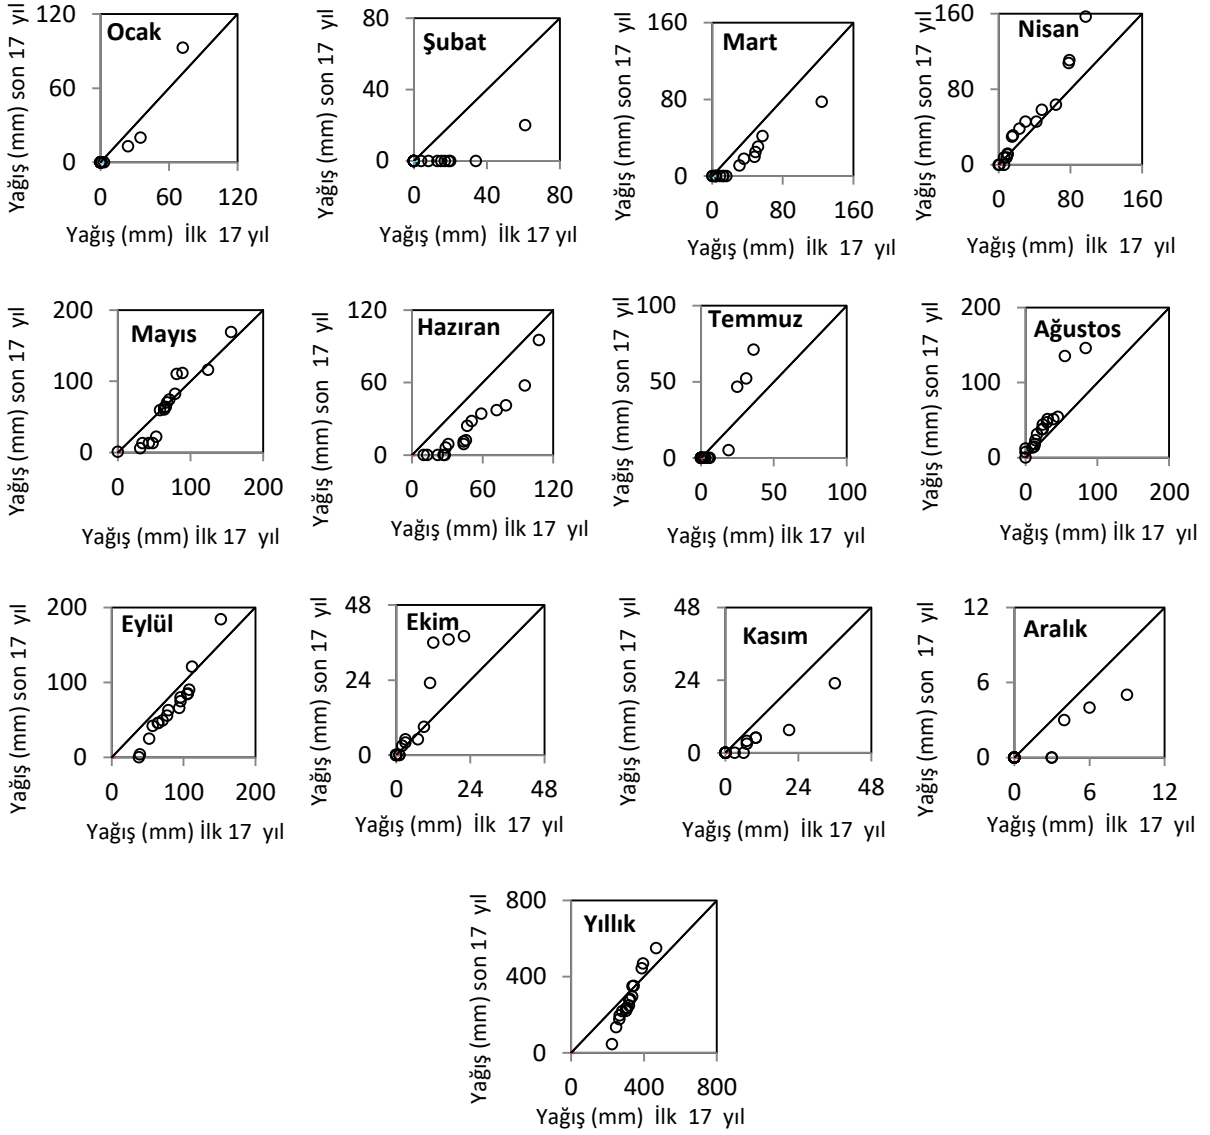 Yağış (mm) son 17 yıl
120
60
0
Ocak
0 60 120
Yağış (mm) İlk 17 yıl
Yağış (mm) son 17 yıl
80
40
0
Şubat
0 40 80
Yağış (mm) İlk 17 yıl
Yağış (mm) son 17 yıl
160
80
0
Mart
0 80 160
Yağış (mm) İlk 17 yıl
Yağış (mm) son 17 yıl
160
80
0
Nisan
0 80 160
Yağış (mm) İlk 17 yıl
Yağış (mm) son 17 yıl
200
100
0
Mayıs
0 100 200
Yağış (mm) İlk 17 yıl
Yağış (mm) son 17 yıl
120
60
0
Hazıran
0 60 120
Yağış (mm) İlk 17 yıl
Yağış (mm) son 17 yıl
100
50
0
Temmuz
0 50 100
Yağış (mm) İlk 17 yıl
Yağış (mm) son 17 yıl
200
100
0
Ağustos
0 100 200
Yağış (mm) İlk 17 yıl
Yağış (mm) son 17 yıl
200
100
0
Eylül
0 100 200
Yağış (mm) İlk 17 yıl
Yağış (mm) son 17 yıl
48
24
0
Ekim
0 24 48
Yağış (mm) İlk 17 yıl
Yağış (mm) son 17 yıl
48
24
0
Kasım
0 24 48
Yağış (mm) İlk 17 yıl
Yağış (mm) son 17 yıl
12
6
0
Aralık
0 6 12
Yağış (mm) İlk 17 yıl
Yağış (mm) son 17 yıl
800
400
0
Yıllık
0 400 800
Yağış (mm) İlk 17 yıl